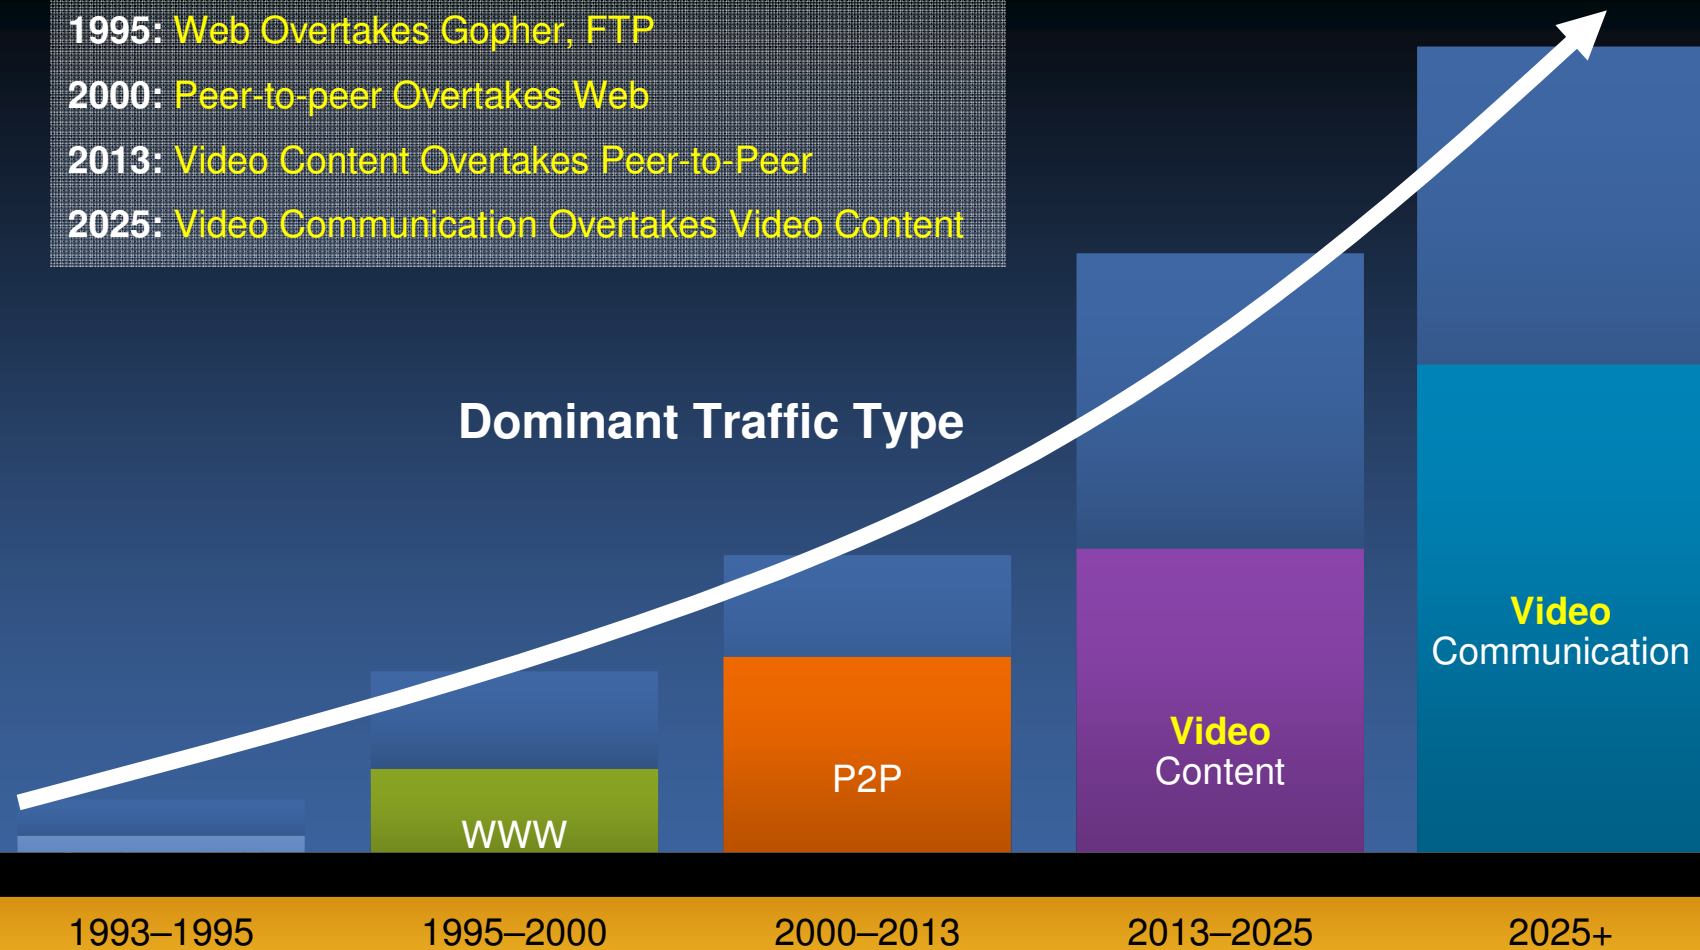 1995: Web Overtakes Gopher, FTP
2000: Peer-to-peer Overtakes Web
2013: Video Content Overtakes Peer-to-Peer
2025: Video Communication Overtakes Video Content
Dominant Traffic Type
Video
Communication
Video
Content
P2P
WWW
1993–1995
1995–2000
2000–2013
2013–2025
2025+